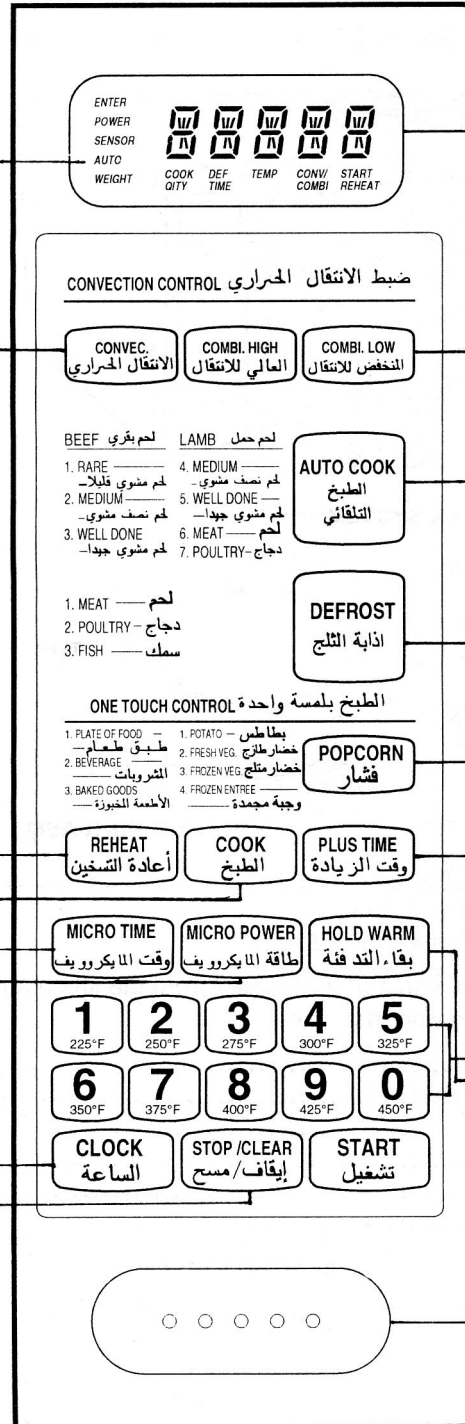 ENTER
POWER
SENSOR
AUTO
WEIGHT
COOK QITY
DEF TIME
TEMP
CONV/ COMBI
START REHEAT
CONVECTION CONTROL ضبط الانتقال الحراري
CONVEC.
الانتقال الحراري
COMBI. HIGH
العالي للانتقال
COMBI. LOW
المنخفض للانتقال
BEEF لحم بقري
1. RARE
لحم مشوي قليلا
2. MEDIUM
لحم نصف مشوي
3. WELL DONE
لحم مشوي جيدا
LAMB لحم حمل
4. MEDIUM
لحم نصف مشوي
5. WELL DONE
لحم مشوي جيدا
6. MEAT لحم
7. POULTRY دجاج
AUTO COOK
الطبخ
التلقائي
1. MEAT لحم
2. POULTRY دجاج
3. FISH سمك
DEFROST
اذابة الثلج
ONE TOUCH CONTROL الطبخ بلمسة واحدة
1. PLATE OF FOOD
طبق طعام
2. BEVERAGE
المشروبات
3. BAKED GOODS
الأطعمة المخبوزة
1. POTATO بطاطس
2. FRESH VEG. خضار طازج
3. FROZEN VEG. خضار مثلج
4. FROZEN ENTREE
وجبة مجمدة
POPCORN
فشار
REHEAT
أعادة التسخين
COOK
الطبخ
PLUS TIME
وقت الزيادة
MICRO TIME
وقت المايكروويف
MICRO POWER
طاقة المايكروويف
HOLD WARM
بقاء التدفئة
1
225°F
2
250°F
3
275°F
4
300°F
5
325°F
6
350°F
7
375°F
8
400°F
9
425°F
0
450°F
CLOCK
الساعة
STOP /CLEAR
إيقاف/مسح
START
تشغيل